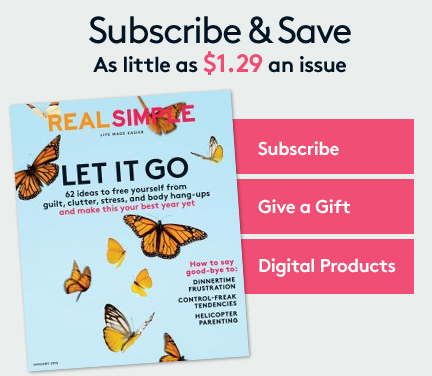 Subscribe & Save
As little as $1.29 an issue
REAL SIMPLE
LIFE MADE EASIER
LET IT GO
62 ideas to free yourself from
guilt, clutter, stress, and body hang-ups
and make this your best year yet
How to say
good-bye to:
DINNERTIME
FRUSTRATION
CONTROL-FREAK
TENDENCIES
HELICOPTER
PARENTING
Subscribe
Give a Gift
Digital Products